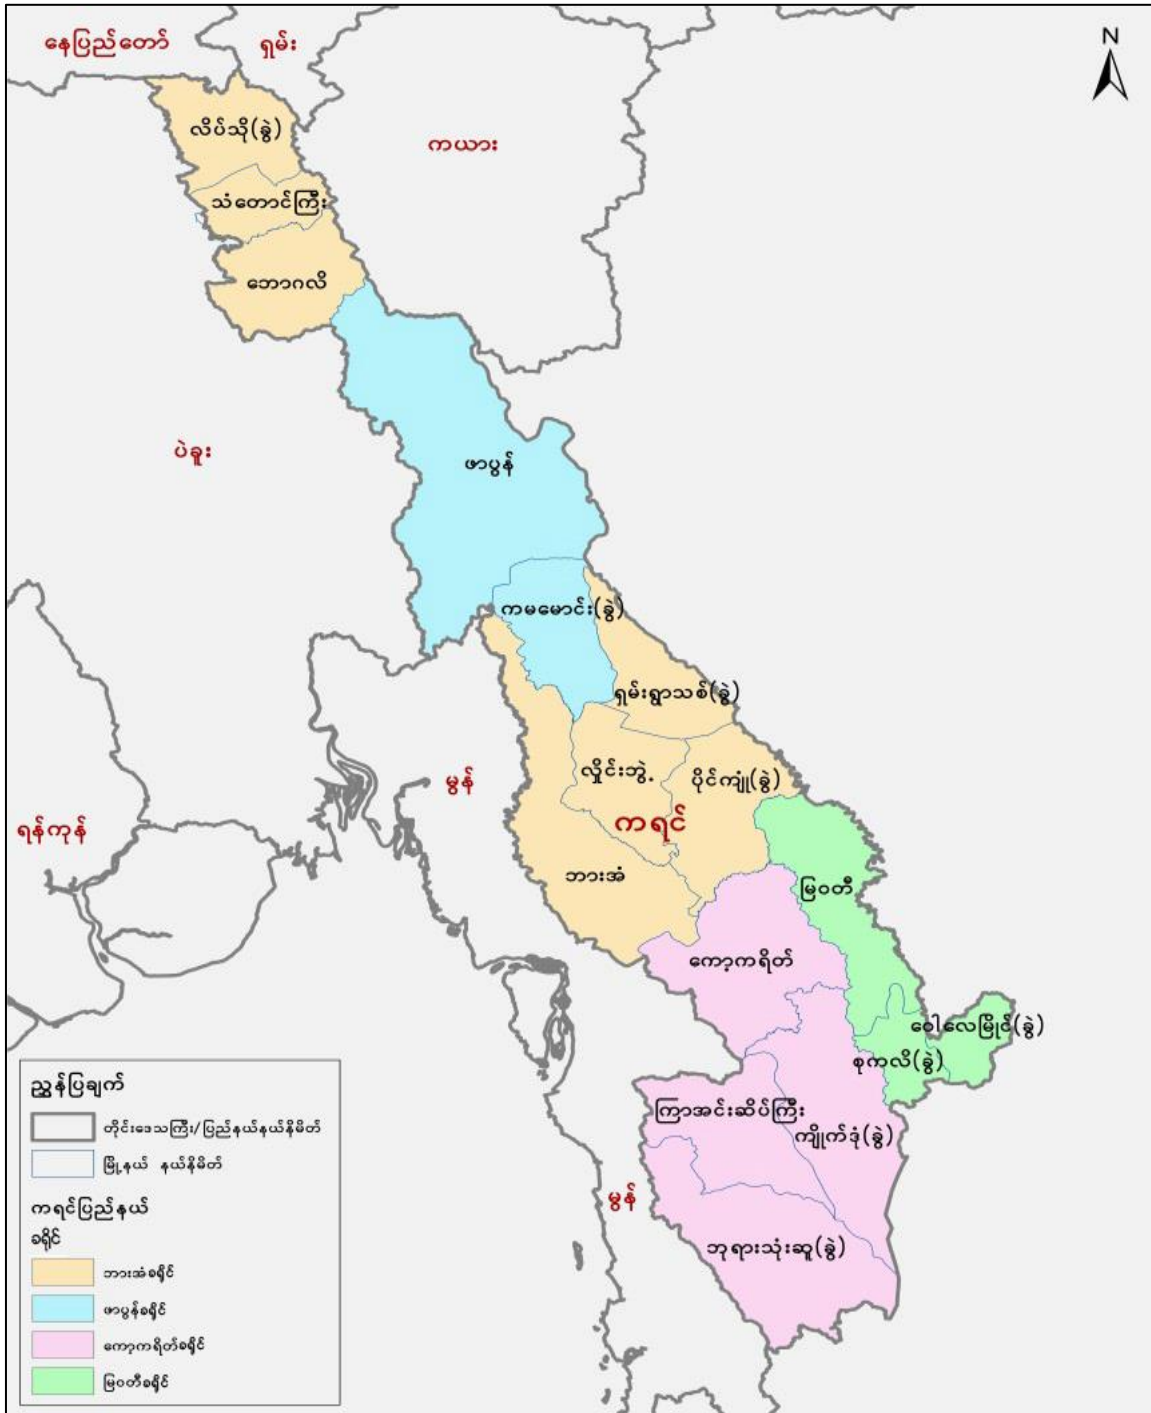 နေပြည်တော်
ရှမ်း
N
ကယား
လိပ်သို(ခွဲ)
သံတောင်ကြီး
ဘောဂလိ
ပဲခူး
ဖာပွန်
ကမမောင်း(ခွဲ)
ရှမ်းရွာသစ်(ခွဲ)
လှိုင်းဘွဲ့
ပိုင်ကျုံ(ခွဲ)
မွန်
ကရင်
ရန်ကုန်
ဘားအံ
မြဝတီ
ကော့ကရိတ်
ဝေါလေမြိုင်(ခွဲ)
စုကလိ(ခွဲ)
ကြာအင်းဆိပ်ကြီး
ကျိုက်ဒုံ(ခွဲ)
မွန်
ဘုရားသုံးဆူ(ခွဲ)
ညွှန်ပြချက်
တိုင်းဒေသကြီး/ပြည်နယ်နယ်နိမိတ်
မြို့နယ် နယ်နိမိတ်
ကရင်ပြည်နယ်
ခရိုင်
ဘားအံခရိုင်
ဖာပွန်ခရိုင်
ကော့ကရိတ်ခရိုင်
မြဝတီခရိုင်